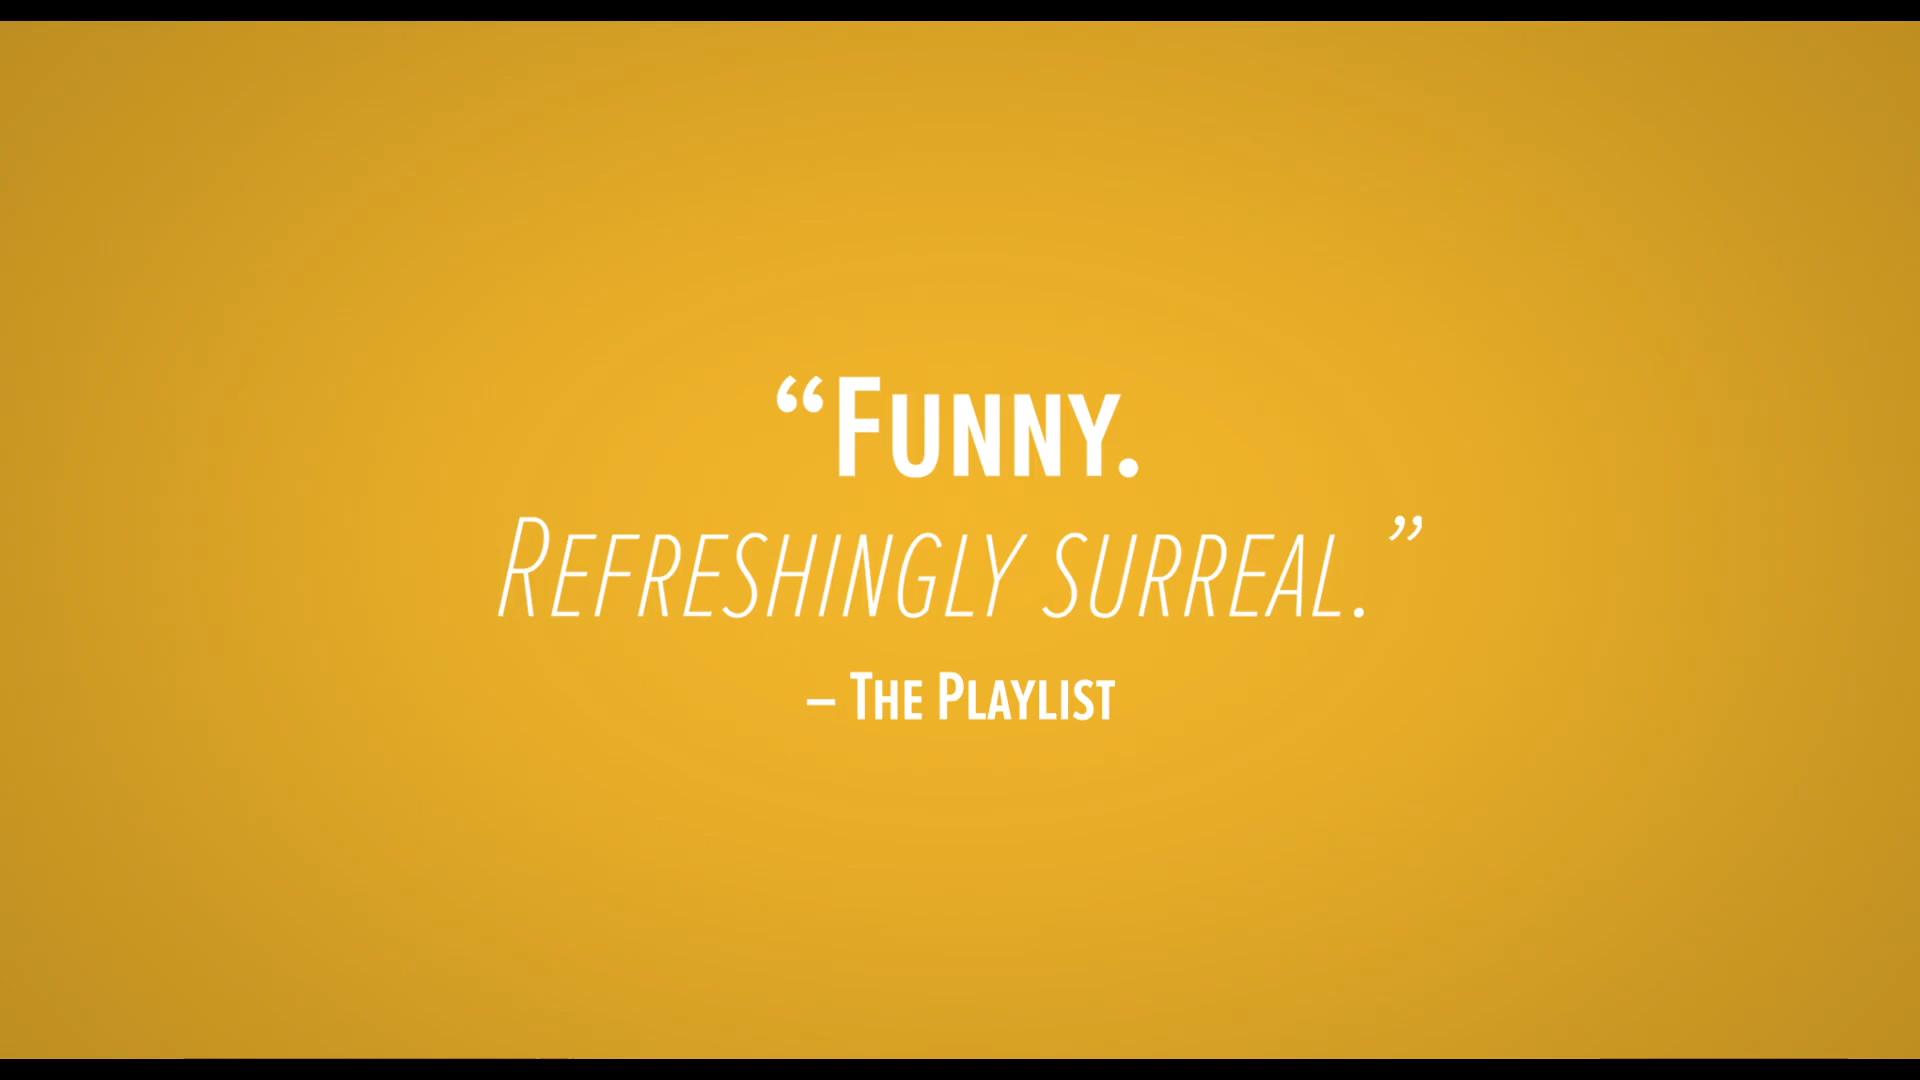 “Funny.
Refreshingly surreal.”
– The Playlist